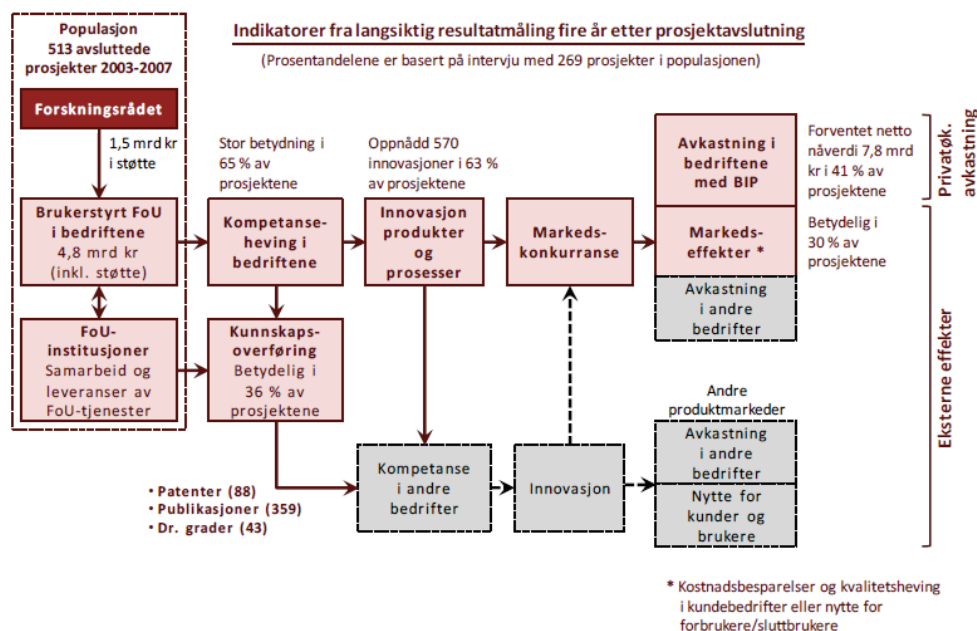 Populasjon
513 avsluttede
prosjekter 2003-2007
Indikatorer fra langsiktig resultatmåling fire år etter prosjektavslutning
(Prosentandelene er basert på intervju med 269 prosjekter i populasjonen)
Forskningsrådet
1,5 mrd kr
i støtte
Stor betydning i
65 % av
prosjektene
Oppnådd 570
innovasjoner i 63 %
av prosjektene
Avkastning i
bedriftene
med BIP
Forventet netto
nåverdi 7,8 mrd
kr i 41 % av
prosjektene
Privatøk.
avkastning
Brukerstyrt FoU
i bedriftene
4,8 mrd kr
(inkl. støtte)
Kompetanse-
heving i
bedriftene
Innovasjon
produkter
og
prosesser
Markeds-
konkurranse
Markeds-
effekter *
Betydelig i
30 % av
prosjektene
Avkastning
i andre
bedrifter
Eksterne effekter
FoU-
institusjoner
Samarbeid og
leveranser av
FoU-tjenester
Kunnskaps-
overføring
Betydelig i
36 % av
prosjektene
Andre
produktmarkeder
• Patenter (88)
• Publikasjoner (359)
• Dr. grader (43)
Kompetanse
i andre
bedrifter
Innovasjon
Avkastning
i andre
bedrifter
Nytte for
kunder og
brukere
* Kostnadsbesparelser og kvalitetsheving
i kundebedrifter eller nytte for
forbrukere/sluttbrukere